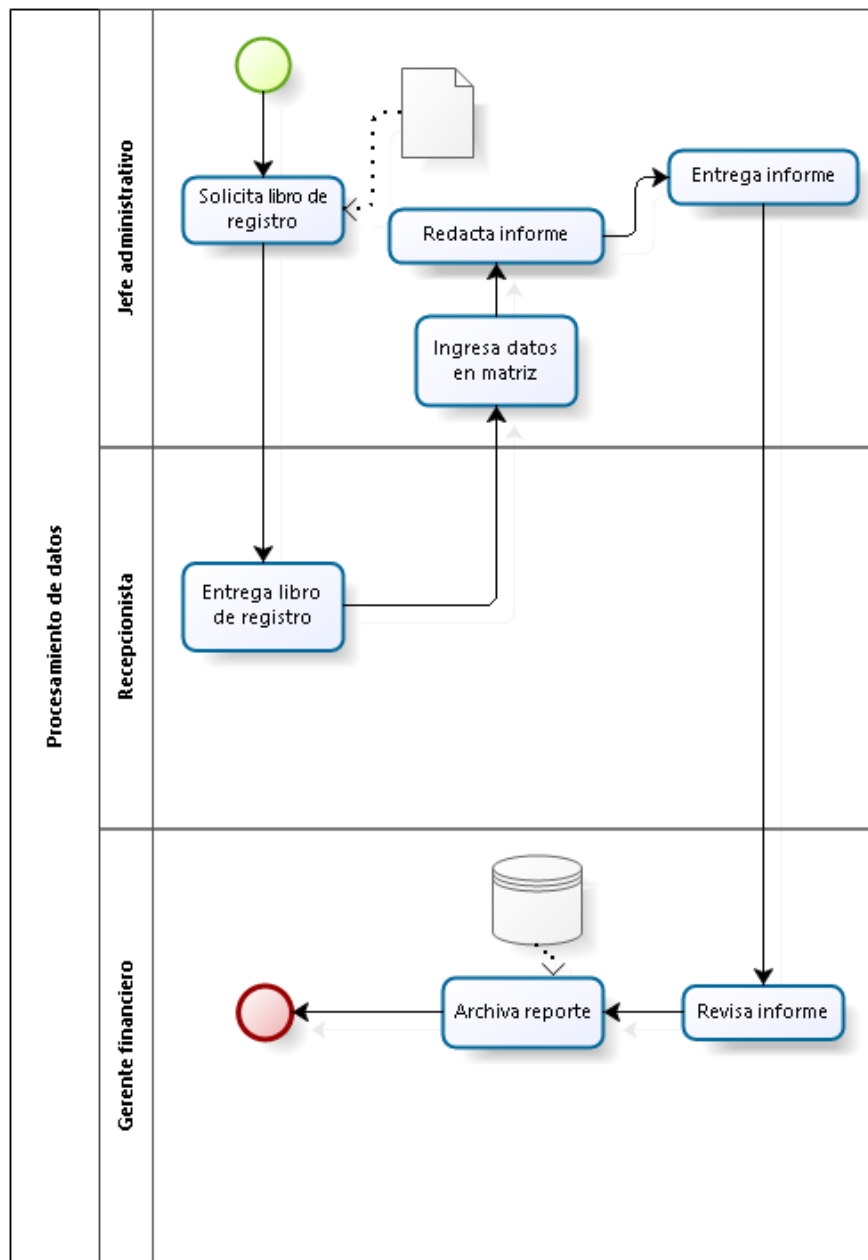 Procesamiento de datos
Jefe administrativo
Solicita libro de
registro
Redacta informe
Entrega informe
Ingresa datos
en matriz
Recepcionista
Entrega libro
de registro
Gerente financiero
Archiva reporte
Revisa informe